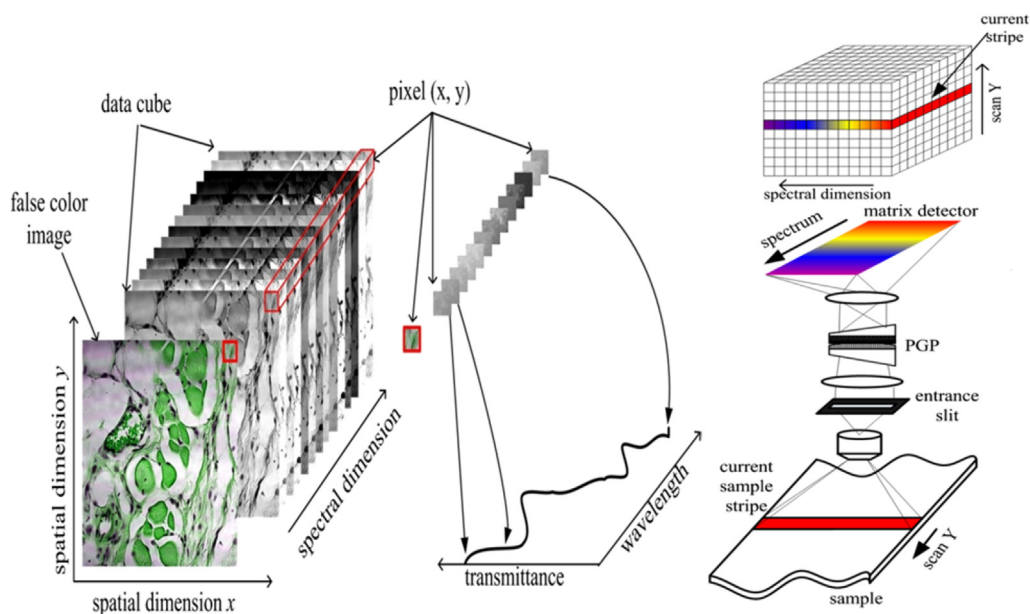 data cube
false color
image
spatial dimension y
spatial dimension x
spectral dimension
pixel (x, y)
transmittance
wavelength
current
stripe
scan Y
spectral dimension
matrix detector
spectrum
PGP
entrance
slit
current
sample
stripe
scan Y
sample